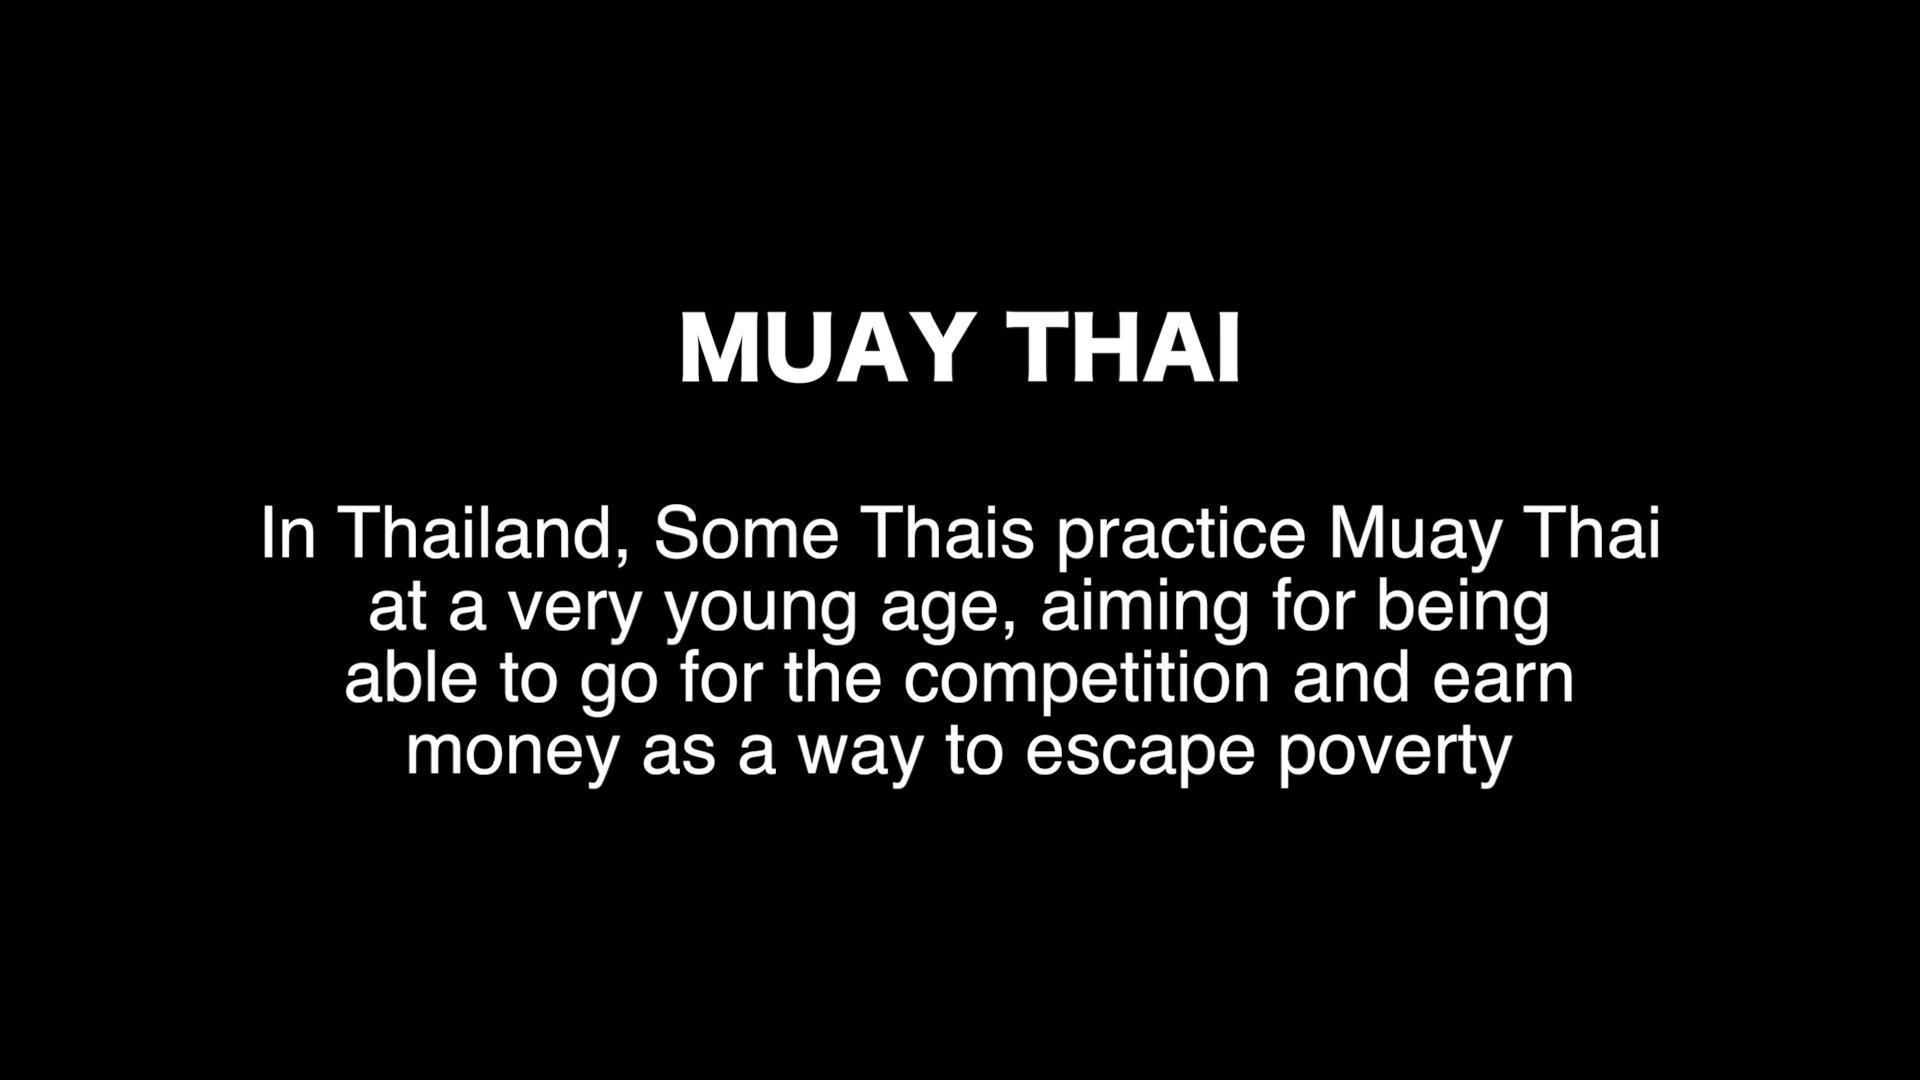 MUAY THAI
In Thailand, Some Thais practice Muay Thai
at a very young age, aiming for being
able to go for the competition and earn
money as a way to escape poverty